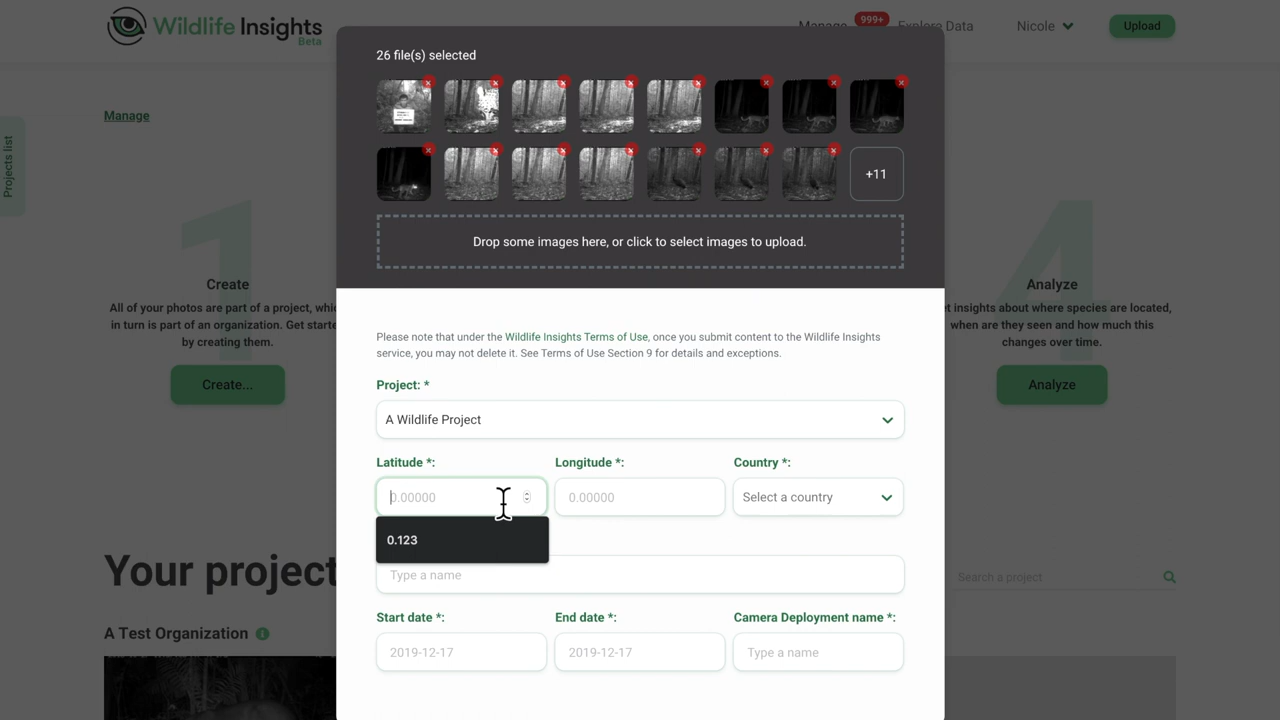 Wildlife Insights
Beta
Manage
999+
Explore Data
Nicole
Upload
26 file(s) selected
+11
Drop some images here, or click to select images to upload.
Projects list
Manage
1
Create
All of your photos are part of a project, whic
in turn is part of an organization. Get starte
by creating them.
Create...
4
Analyze
t insights about where species are located,
when are they seen and how much this
changes over time.
Analyze
Please note that under the Wildlife Insights Terms of Use, once you submit content to the Wildlife Insights
service, you may not delete it. See Terms of Use Section 9 for details and exceptions.
Project: *
A Wildlife Project
Latitude *:
Longitude *:
Country *:
0.00000
0.00000
Select a country
0.123
Type a name
Start date *:
End date *:
Camera Deployment name *:
2019-12-17
2019-12-17
Type a name
Your project
Search a project
A Test Organization